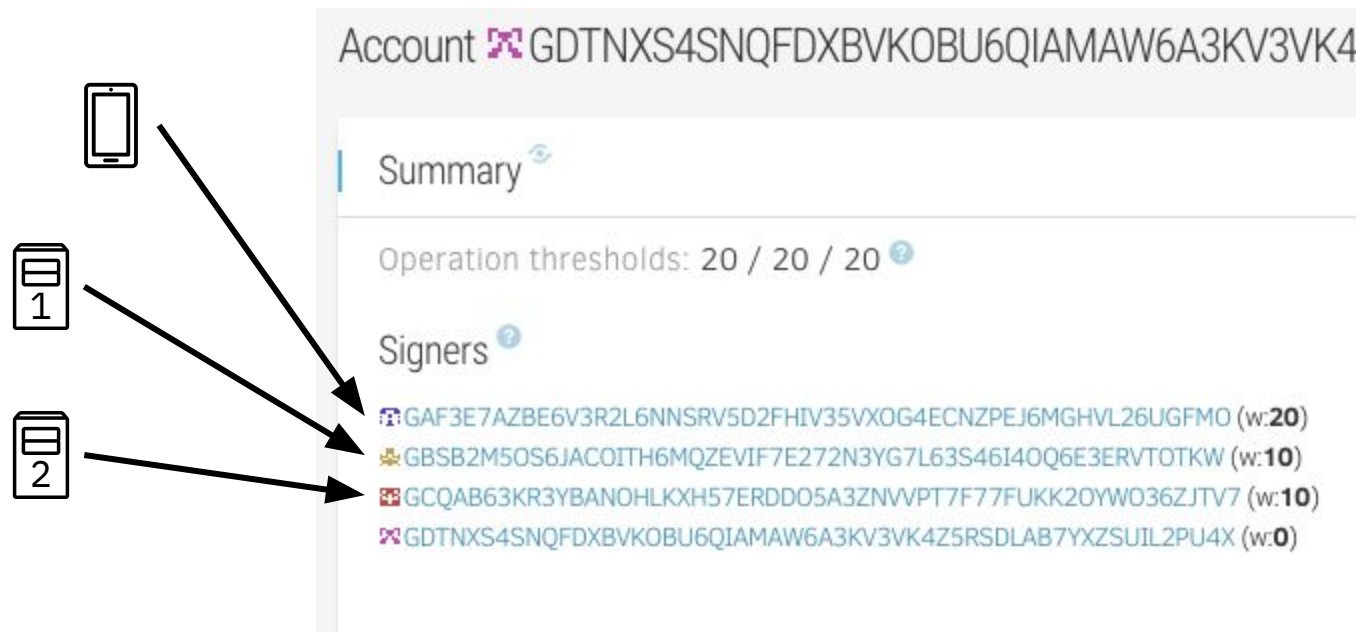 Account GDTNXS4SNQFDXBVKOBU6QIAMAW6A3KV3VK4
Summary
Operation thresholds: 20 / 20 / 20 ?
1
Signers ?
GAF3E7AZBE6V3R2L6NNSRV5D2FHIV35VXOG4ECNZPEJ6MGHVL26UGFMO (w:20)
2
GBSB2M5OS6JACOITH6MQZEVIF7E272N3YG7L63S46I4OQ6E3ERVTOTKW (w:10)
GCQAB63KR3YBANOHLKXH57ERDDO5A3ZNVVPT7F77FUKK2OYWO36ZJTV7 (w:10)
GDTNXS4SNQFDXBVKOBU6QIAMAW6A3KV3VK4Z5RSDLAB7YXZSUIL2PU4X (w:0)